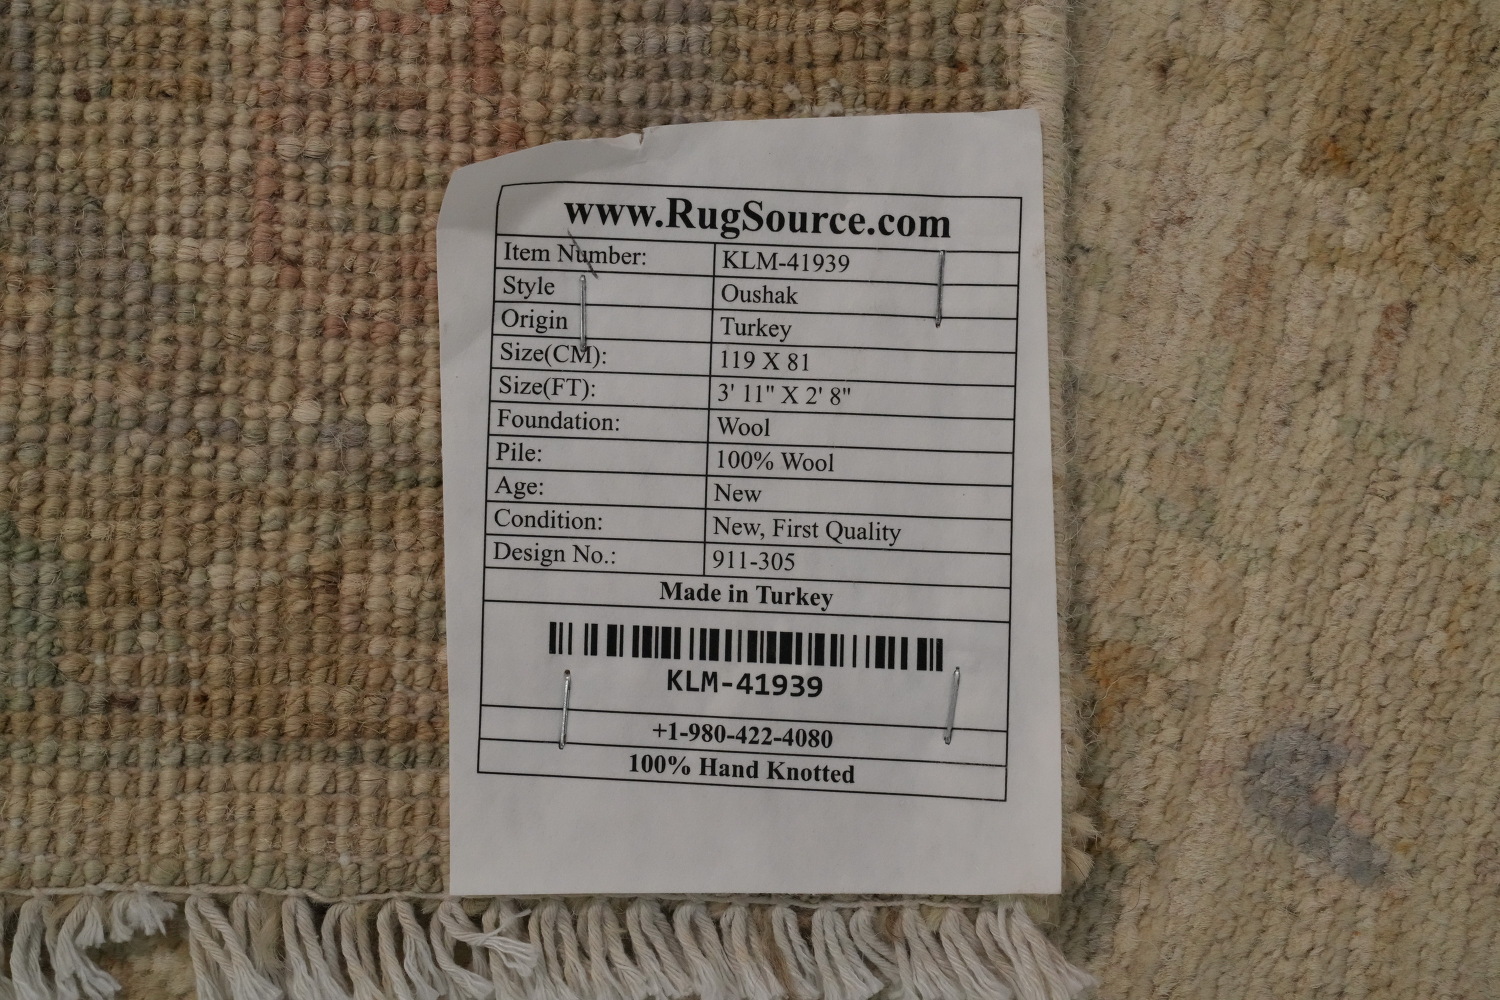 www.RugSource.com
Item Number: KLM-41939
Style Oushak
Origin Turkey
Size(CM): 119 X 81
Size(FT): 3' 11" X 2' 8"
Foundation: Wool
Pile: 100% Wool
Age: New
Condition: New, First Quality
Design No.: 911-305
Made in Turkey
KLM-41939
+1-980-422-4080
100% Hand Knotted